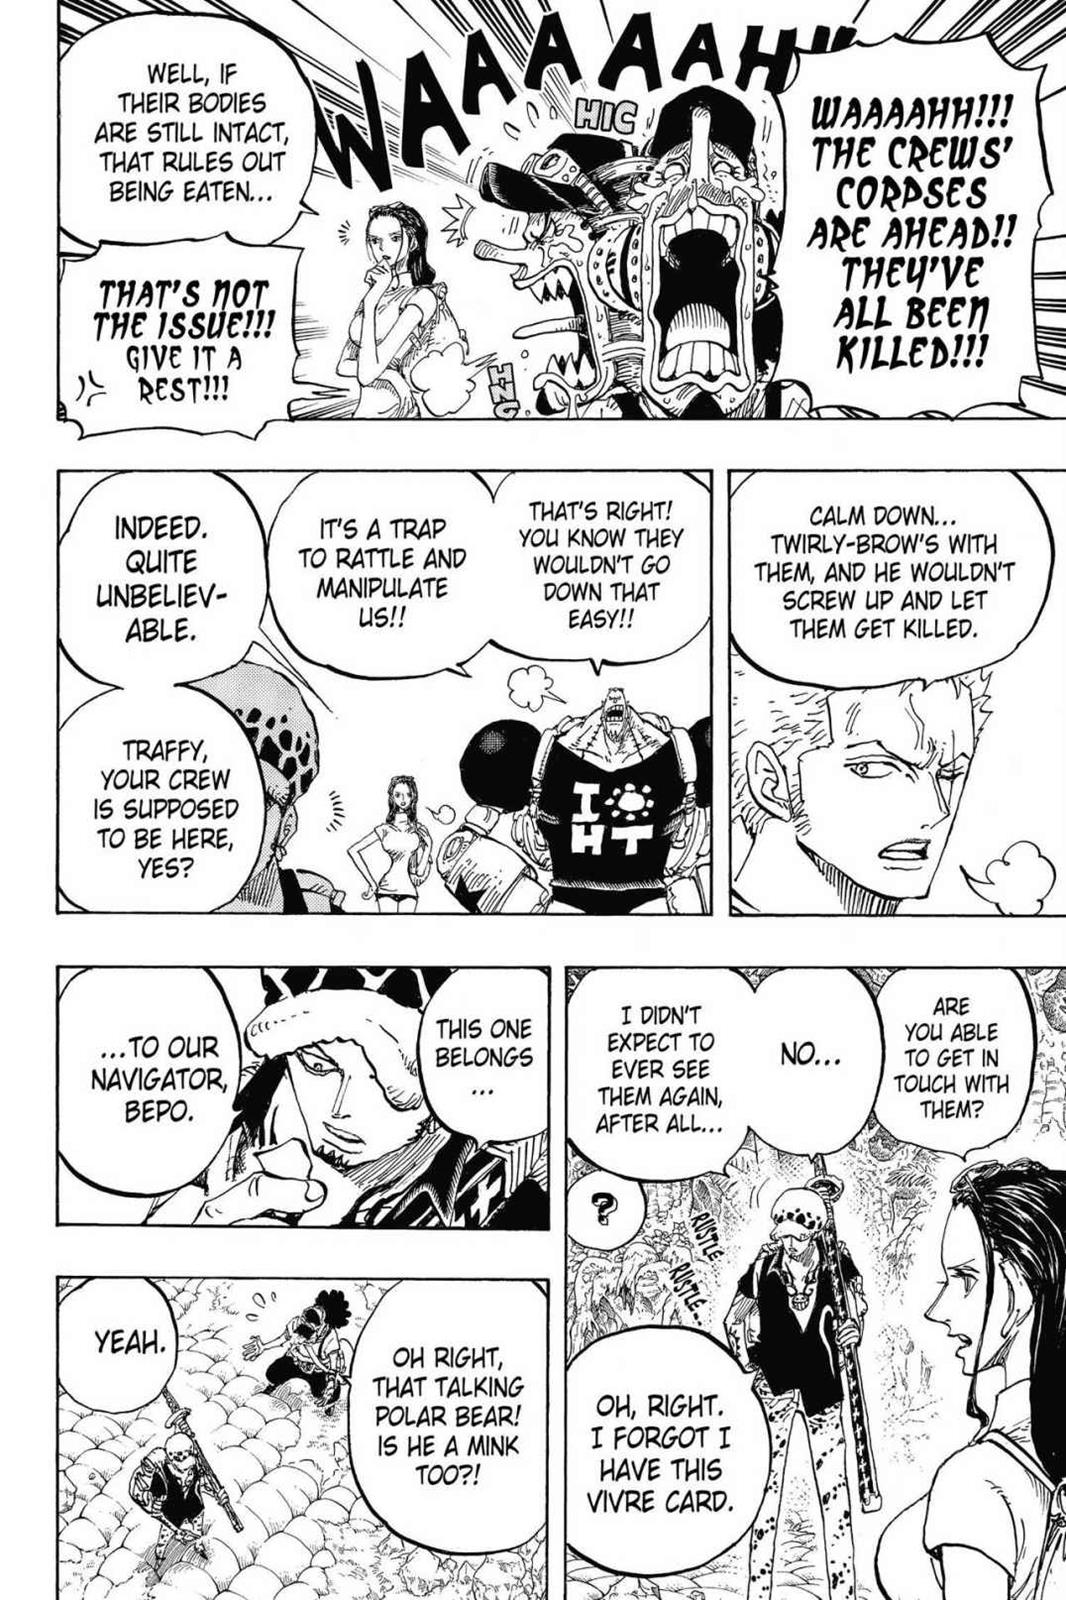 WAAAAAH!!
HIC
WAAAAHH!!!
THE CREWS'
CORPSES
ARE AHEAD!!
THEY'VE
ALL BEEN
KILLED!!!
WELL, IF
THEIR BODIES
ARE STILL INTACT,
THAT RULES OUT
BEING EATEN...
THAT'S NOT
THE ISSUE!!!
GIVE IT A
REST!!!
HNG
CALM DOWN...
TWIRLY-BROW'S WITH
THEM, AND HE WOULDN'T
SCREW UP AND LET
THEM GET KILLED.
THAT'S RIGHT!
YOU KNOW THEY
WOULDN'T GO
DOWN THAT
EASY!!
IT'S A TRAP
TO RATTLE AND
MANIPULATE
US!!
INDEED.
QUITE
UNBELIEV-
ABLE.
TRAFFY,
YOUR CREW
IS SUPPOSED
TO BE HERE,
YES?
I
HT
ARE
YOU ABLE
TO GET IN
TOUCH WITH
THEM?
NO...
I DIDN'T
EXPECT TO
EVER SEE
THEM AGAIN,
AFTER ALL...
?
RUSTLE
RUSTLE...
OH, RIGHT.
I FORGOT I
HAVE THIS
VIVRE CARD.
THIS ONE
BELONGS
...
...TO OUR
NAVIGATOR,
BEPO.
OH RIGHT,
THAT TALKING
POLAR BEAR!
IS HE A MINK
TOO?!
YEAH.